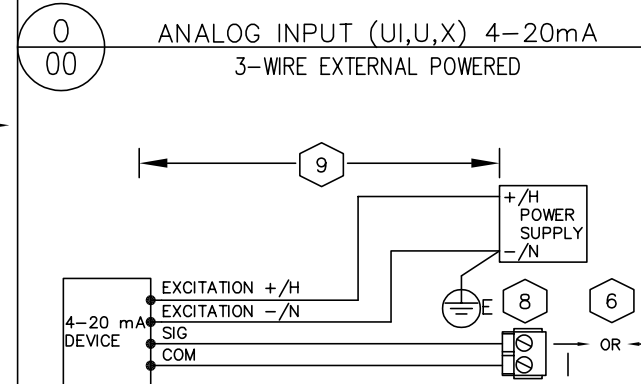 0
00
ANALOG INPUT (UI,U,X) 4-20mA
3-WIRE EXTERNAL POWERED
9
+/H
POWER
SUPPLY
-/N
EXCITATION +/H
EXCITATION -/N
SIG
COM
4-20 mA
DEVICE
E
8
6
OR